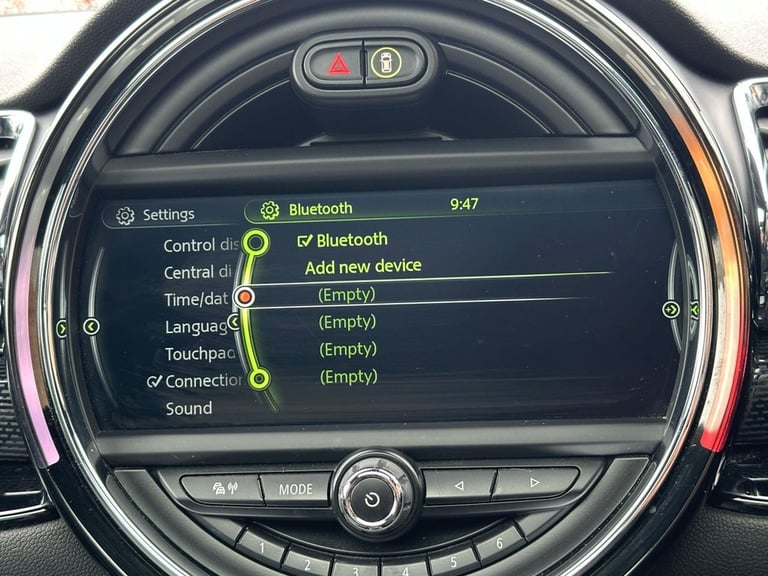 Settings Bluetooth 9:47
Control dis Bluetooth
Central di Add new device
Time/dat (Empty)
Languag (Empty)
Touchpad (Empty)
Connection (Empty)
Sound
MODE
1 2 3 4 5 6